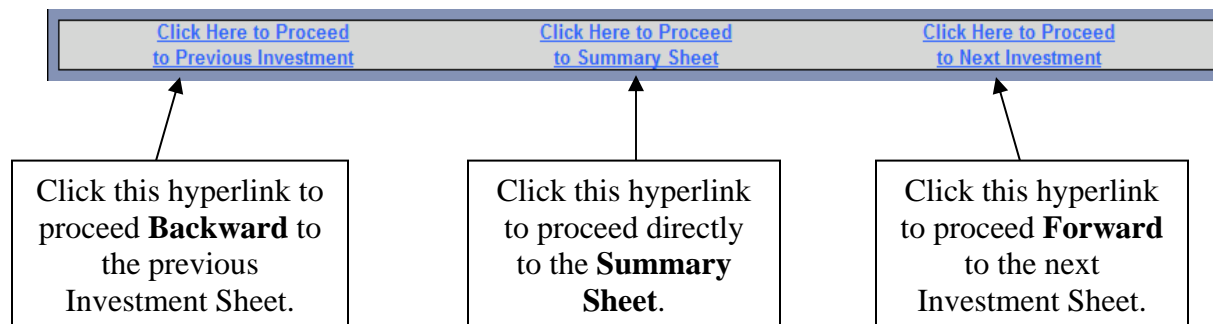 Click Here to Proceed
to Previous Investment
Click Here to Proceed
to Summary Sheet
Click Here to Proceed
to Next Investment
Click this hyperlink to
proceed Backward to
the previous
Investment Sheet.
Click this hyperlink
to proceed directly
to the Summary
Sheet.
Click this hyperlink
to proceed Forward
to the next
Investment Sheet.